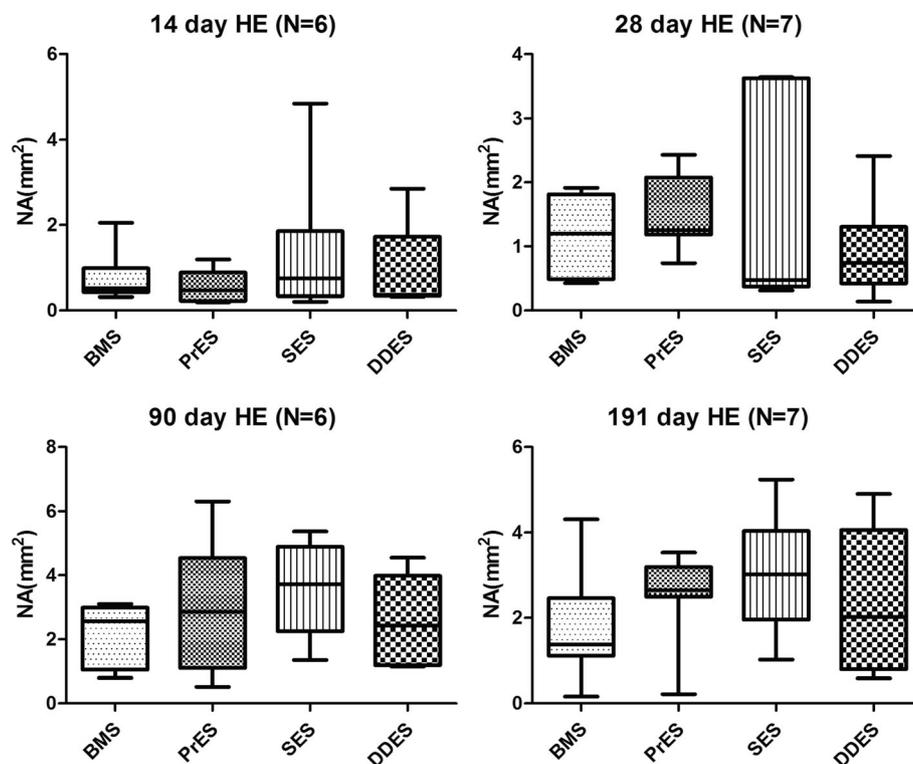 14 day HE (N=6)
NA(mm²)
6
4
2
0
BMS
PrES
SES
DDES
28 day HE (N=7)
NA(mm²)
4
3
2
1
0
BMS
PrES
SES
DDES
90 day HE (N=6)
NA(mm²)
8
6
4
2
0
BMS
PrES
SES
DDES
191 day HE (N=7)
NA(mm²)
6
4
2
0
BMS
PrES
SES
DDES